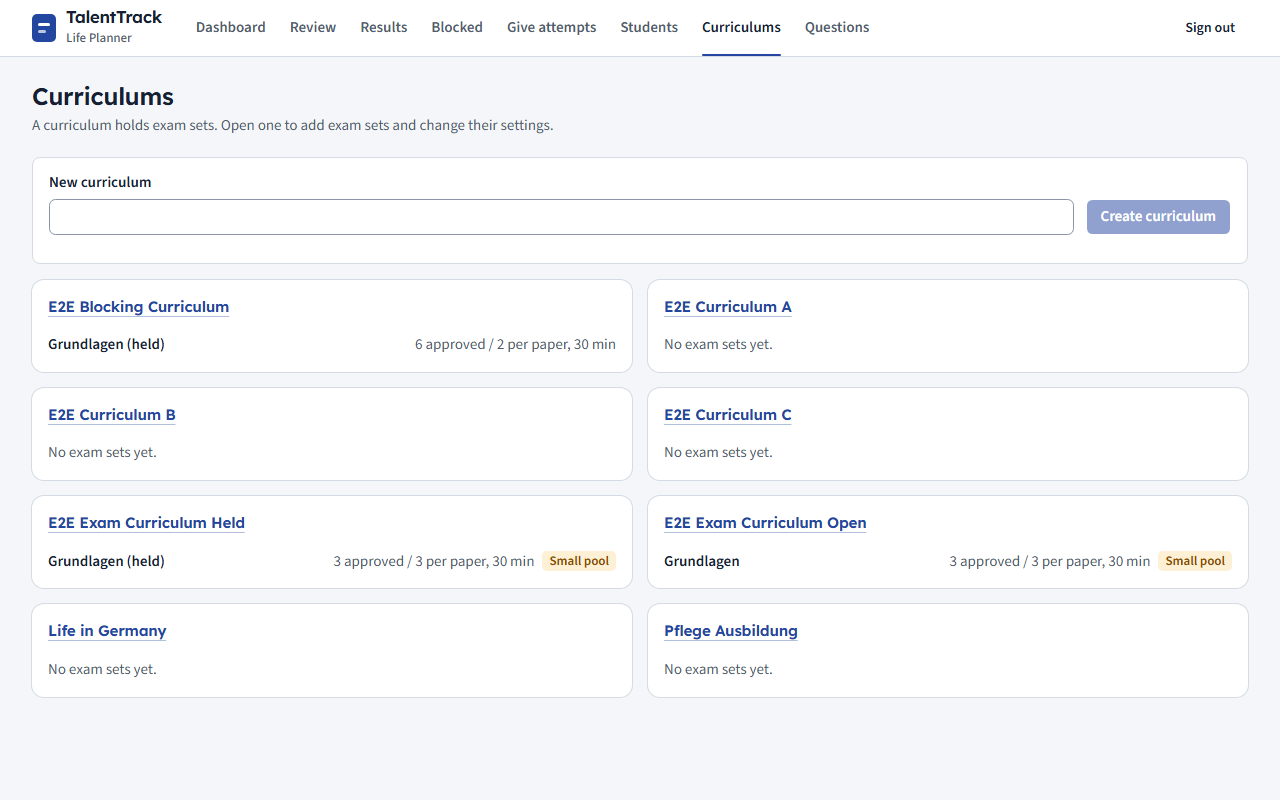 TalentTrack
Life Planner
Dashboard
Review
Results
Blocked
Give attempts
Students
Curriculums
Questions
Sign out
Curriculums
A curriculum holds exam sets. Open one to add exam sets and change their settings.
New curriculum
Create curriculum
E2E Blocking Curriculum
Grundlagen (held)
6 approved / 2 per paper, 30 min
E2E Curriculum A
No exam sets yet.
E2E Curriculum B
No exam sets yet.
E2E Curriculum C
No exam sets yet.
E2E Exam Curriculum Held
Grundlagen (held)
3 approved / 3 per paper, 30 min
Small pool
E2E Exam Curriculum Open
Grundlagen
3 approved / 3 per paper, 30 min
Small pool
Life in Germany
No exam sets yet.
Pflege Ausbildung
No exam sets yet.